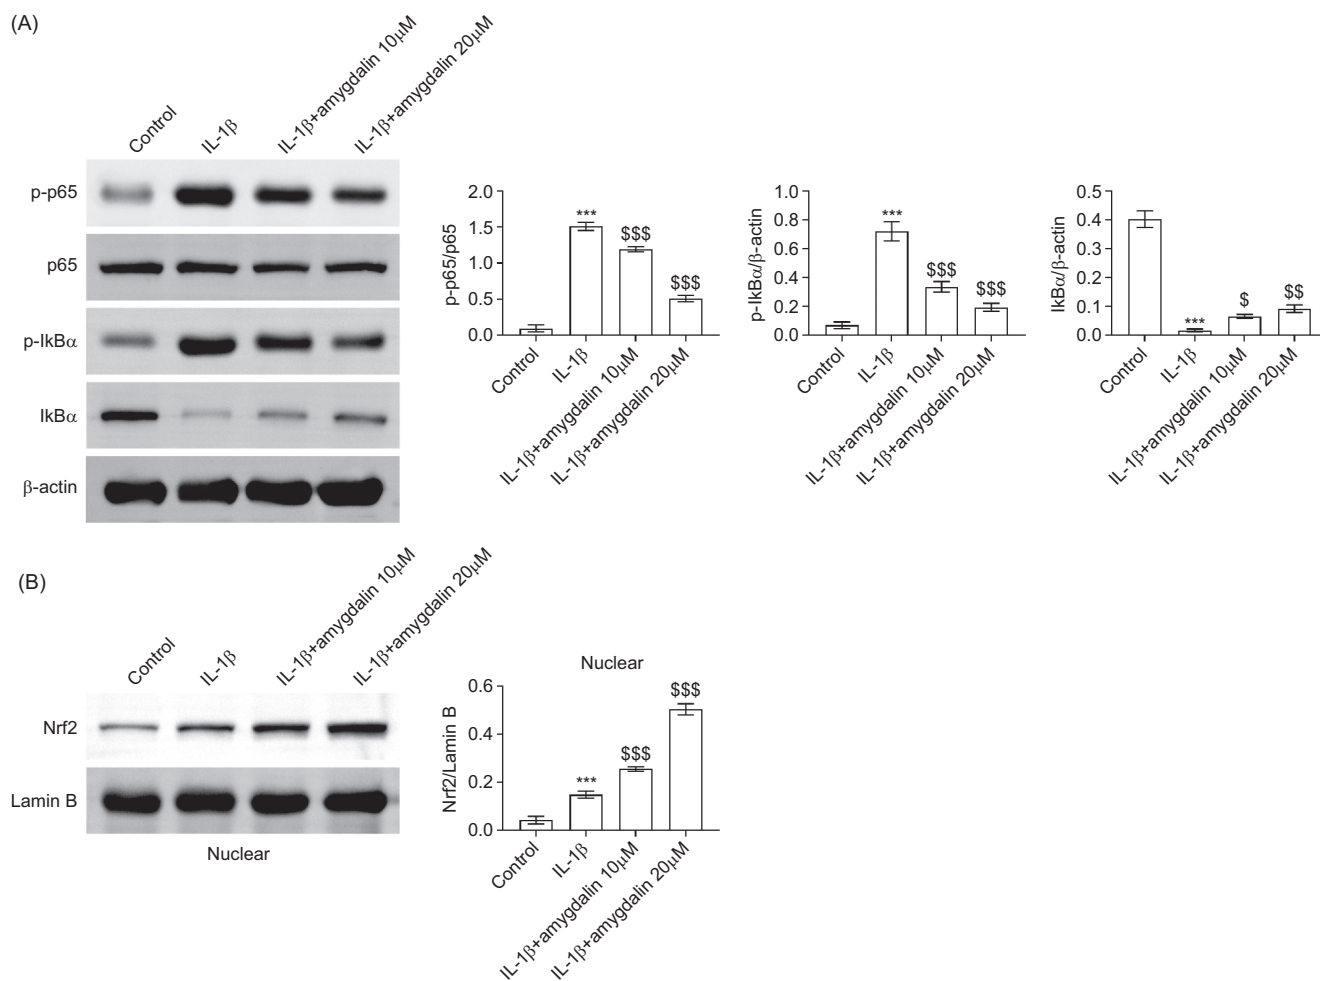 (A)
Control
IL-1β
IL-1β+amygdalin 10μM
IL-1β+amygdalin 20μM
p-p65
p65
p-IkBα
IkBα
β-actin
p-p65/p65
2.0
1.5
1.0
0.5
0.0
***
$$$
$$$
Control
IL-1β
IL-1β+amygdalin 10μM
IL-1β+amygdalin 20μM
p-IkBα/β-actin
1.0
0.8
0.6
0.4
0.2
0.0
***
$$$
$$$
Control
IL-1β
IL-1β+amygdalin 10μM
IL-1β+amygdalin 20μM
IkBα/β-actin
0.5
0.4
0.3
0.2
0.1
0.0
***
$
$$
Control
IL-1β
IL-1β+amygdalin 10μM
IL-1β+amygdalin 20μM
(B)
Control
IL-1β
IL-1β+amygdalin 10μM
IL-1β+amygdalin 20μM
Nrf2
Lamin B
Nuclear
Nuclear
Nrf2/Lamin B
0.6
0.4
0.2
0.0
***
$$$
$$$
Control
IL-1β
IL-1β+amygdalin 10μM
IL-1β+amygdalin 20μM